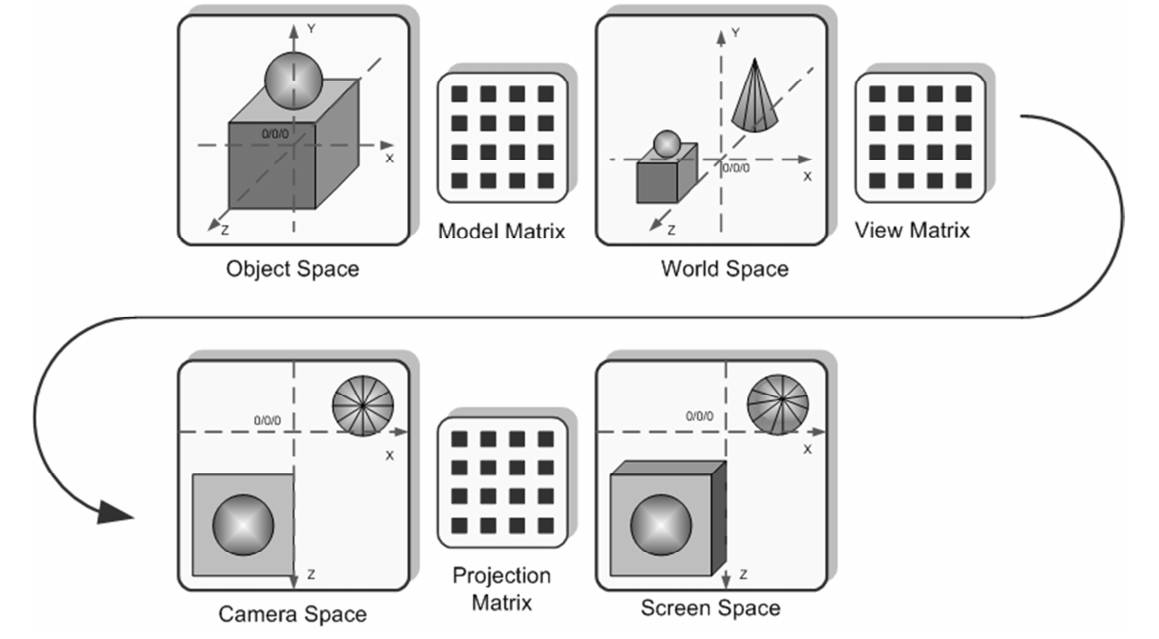 Y
0/0/0
X
Z
Object Space
Model Matrix
Y
0/0/0
X
Z
World Space
View Matrix
0/0/0
X
Z
Camera Space
Projection
Matrix
0/0/0
X
Z
Screen Space